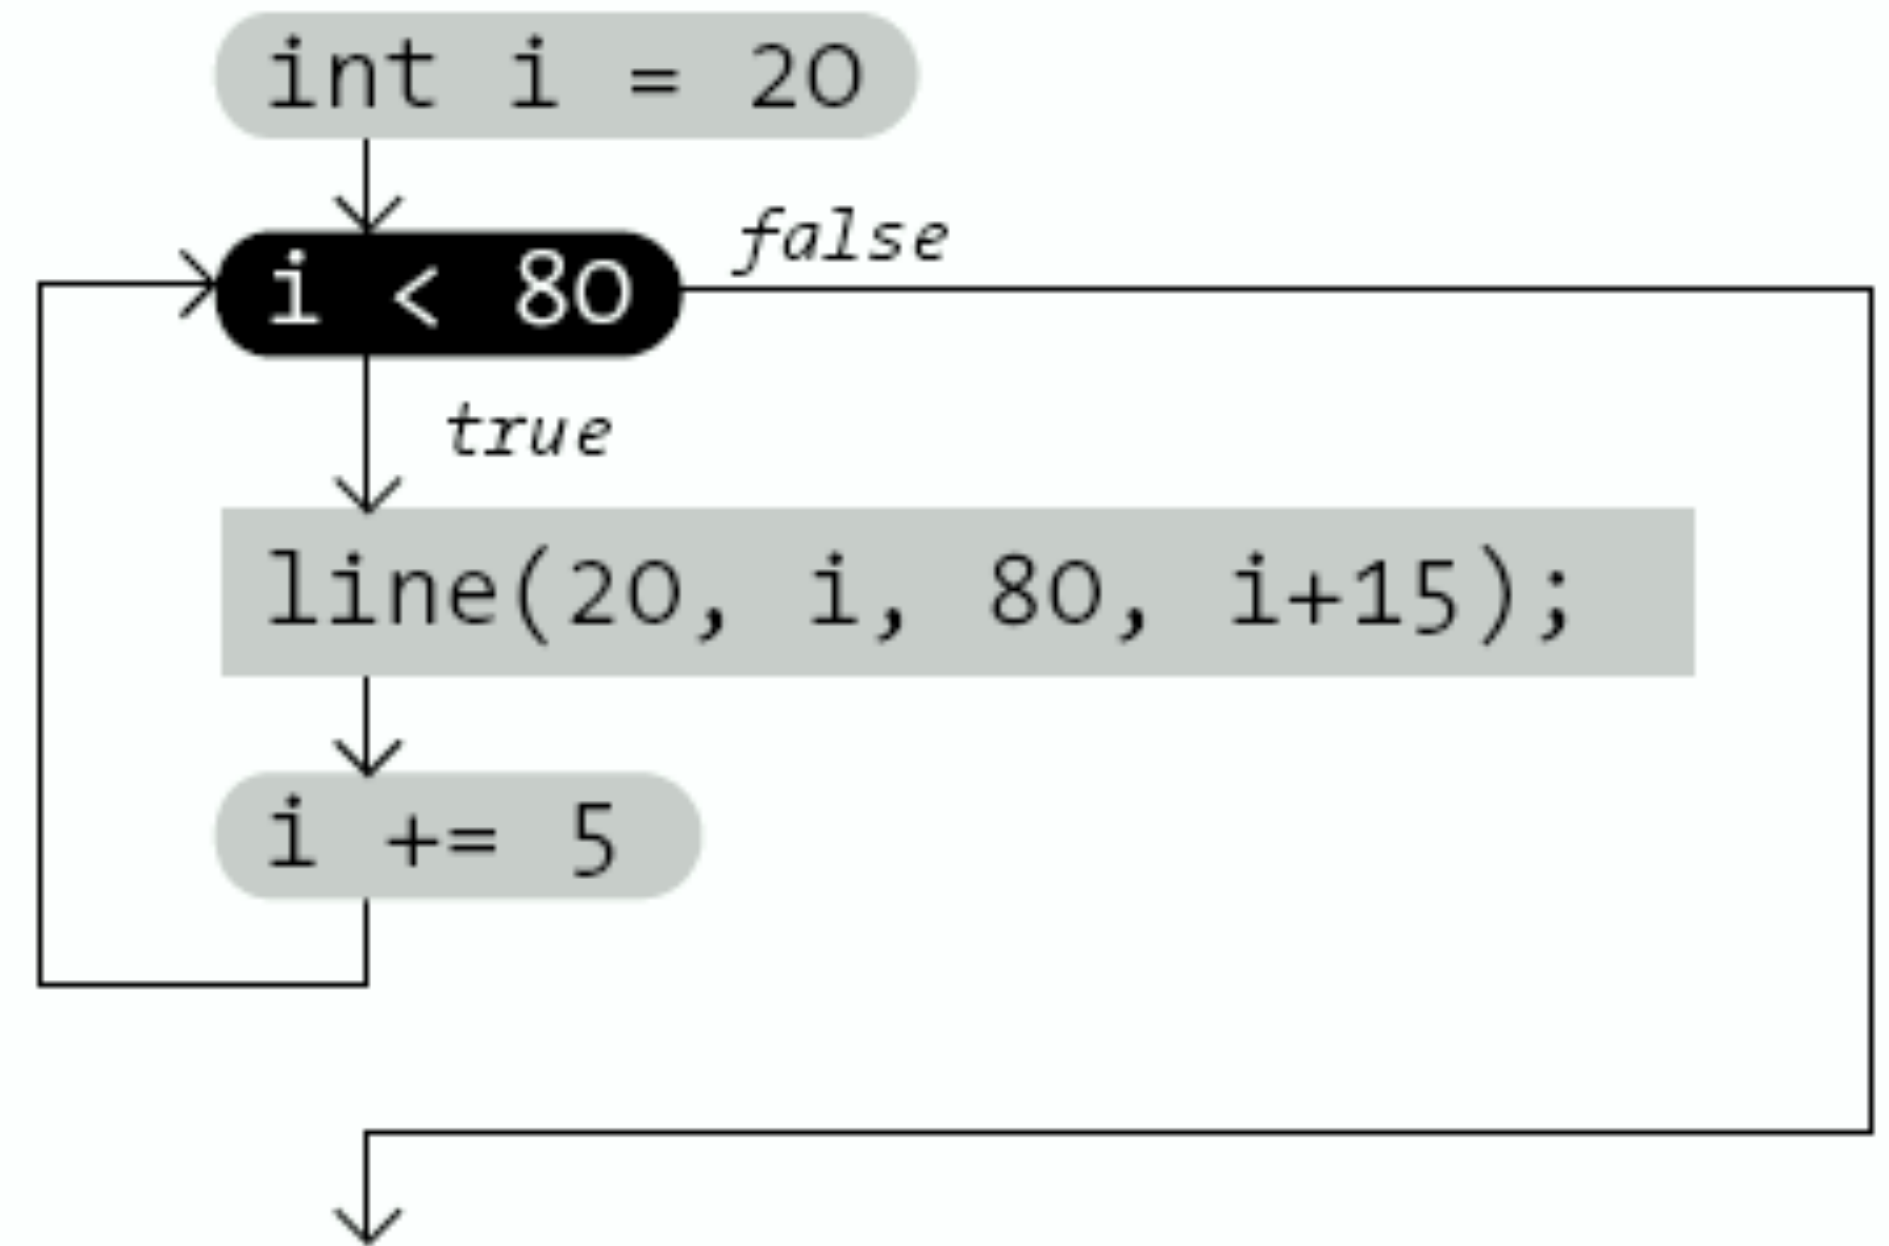 int i = 20
i < 80
false
true
line(20, i, 80, i+15);
i += 5